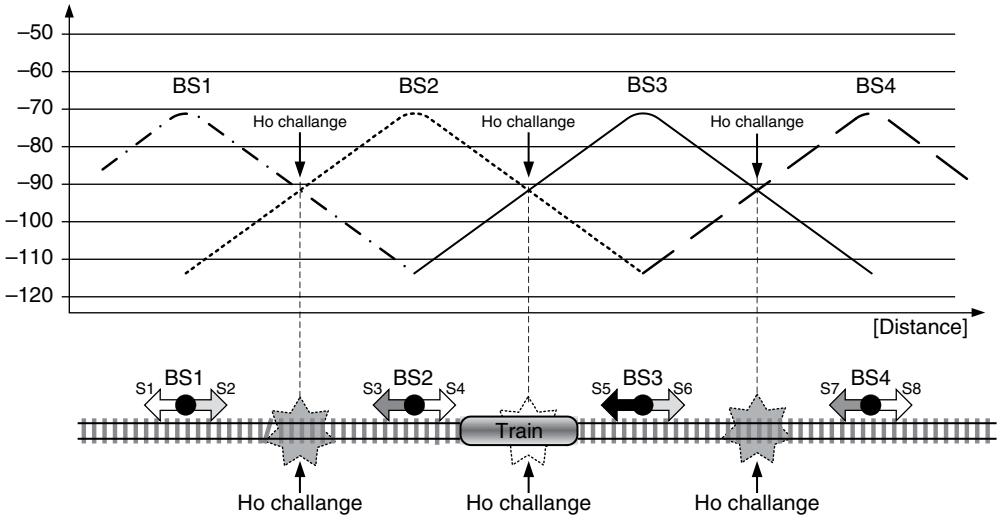 –50
–60
BS1 BS2 BS3 BS4
–70
Ho challange Ho challange Ho challange
–80
–90
–100
–110
–120
[Distance]
BS1 BS2 BS3 BS4
S1 S2 S3 S4 S5 S6 S7 S8
Train
Ho challange Ho challange Ho challange